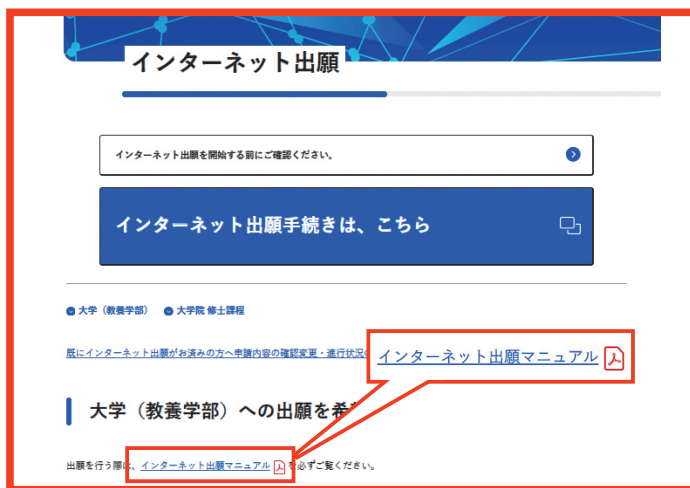 インターネット出願
インターネット出願を開始する前にご確認ください。
インターネット出願手続きは、こちら
大学（教養学部） 大学院 修士課程
既にインターネット出願がお済みの方へ申請内容の確認変更・進行状況の
インターネット出願マニュアル
大学（教養学部）への出願を希
出願を行う際は、インターネット出願マニュアル を必ずご覧ください。